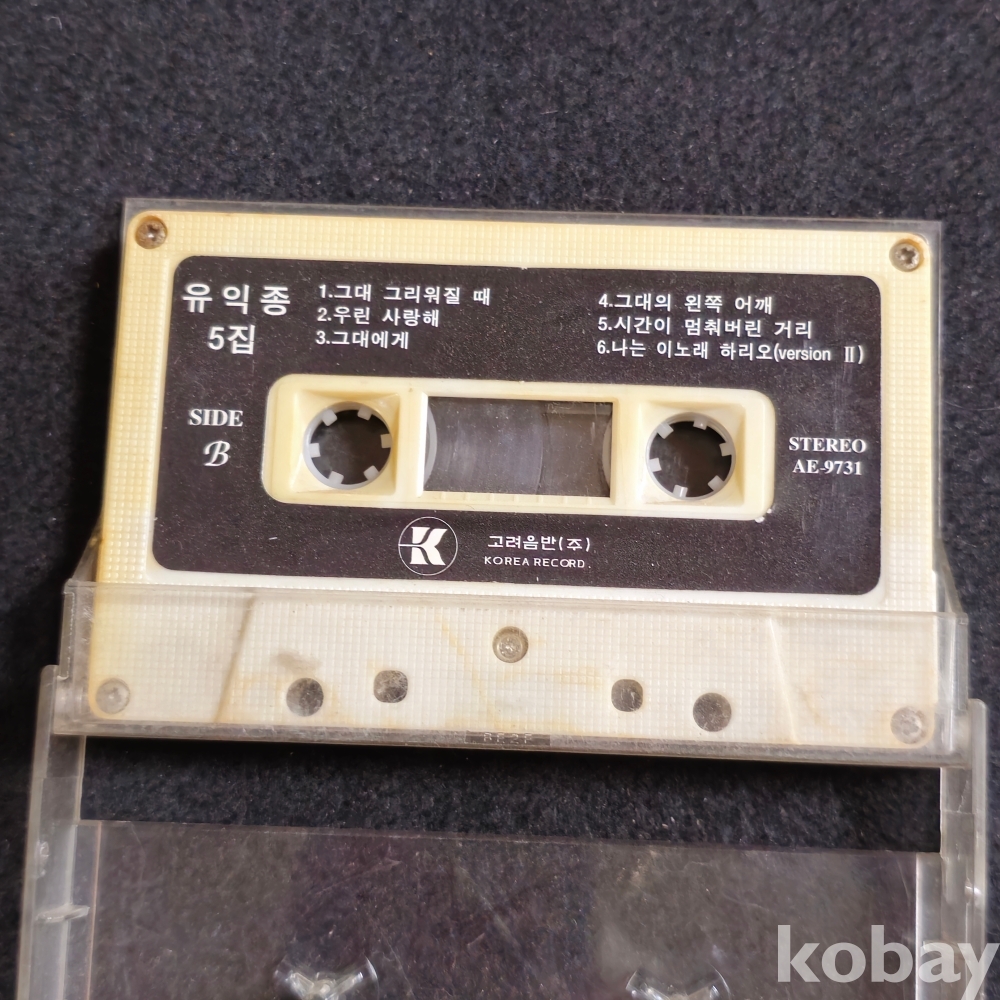 유익종
5집
1.그대 그리워질 때
2.우린 사랑해
3.그대에게
4.그대의 왼쪽 어깨
5.시간이 멈춰버린 거리
6.나는 이노래 하리오(version Ⅱ)
SIDE
B
STEREO
AE-9731
K
고려음반(주)
KOREA RECORD.
kobay